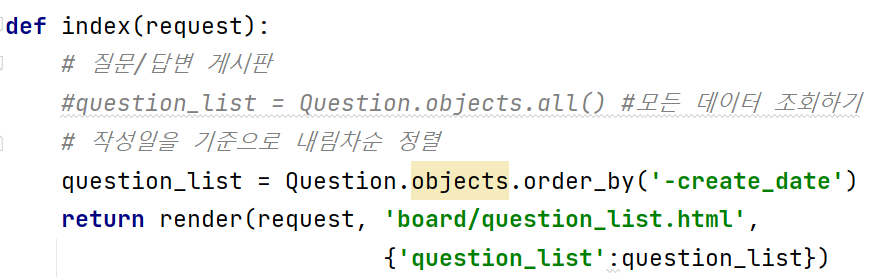 def index(request):
# 질문/답변 게시판
#question_list = Question.objects.all() #모든 데이터 조회하기
# 작성일을 기준으로 내림차순 정렬
question_list = Question.objects.order_by('-create_date')
return render(request, 'board/question_list.html',
{'question_list':question_list})